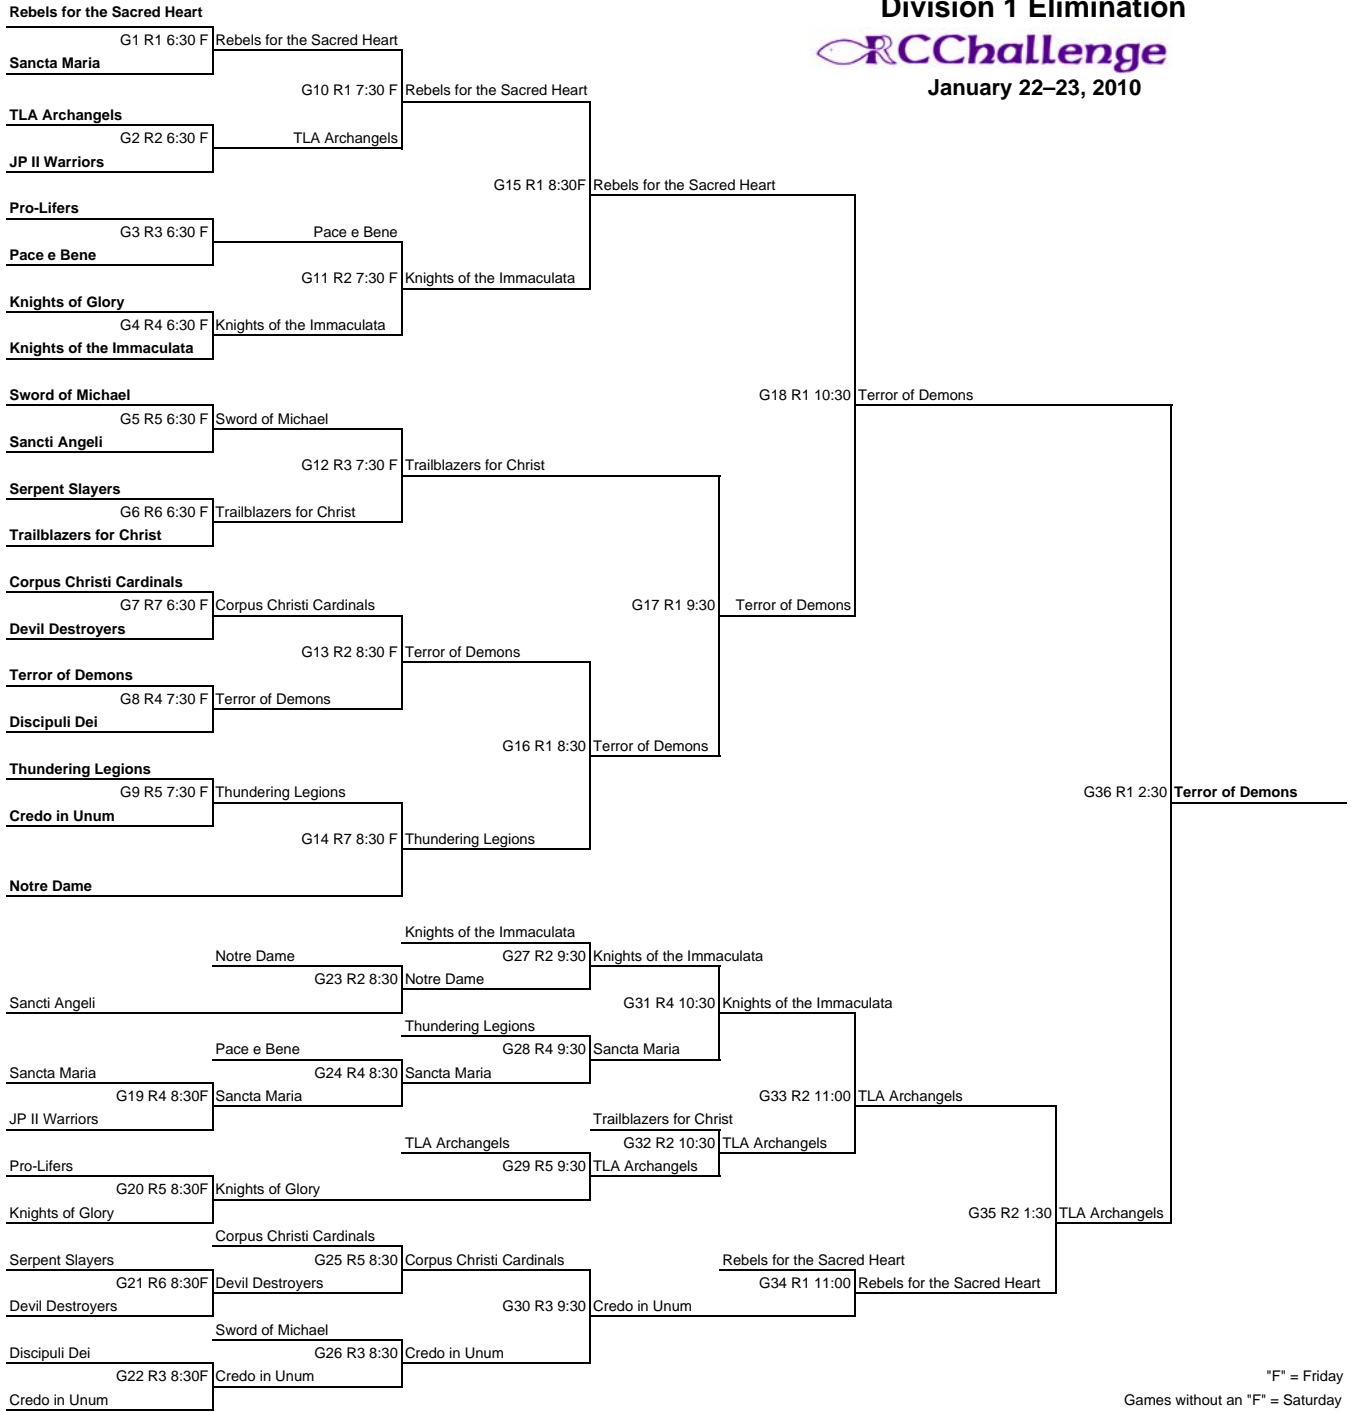 Division 1 Elimination
RCChallenge
January 22–23, 2010
Rebels for the Sacred Heart
G1 R1 6:30 F Rebels for the Sacred Heart
Sancta Maria
G10 R1 7:30 F Rebels for the Sacred Heart
TLA Archangels
G2 R2 6:30 F TLA Archangels
JP II Warriors
G15 R1 8:30F Rebels for the Sacred Heart
Pro-Lifers
G3 R3 6:30 F Pace e Bene
Pace e Bene
G11 R2 7:30 F Knights of the Immaculata
Knights of Glory
G4 R4 6:30 F Knights of the Immaculata
Knights of the Immaculata
Sword of Michael
G18 R1 10:30 Terror of Demons
G5 R5 6:30 F Sword of Michael
Sancti Angeli
G12 R3 7:30 F Trailblazers for Christ
Serpent Slayers
G6 R6 6:30 F Trailblazers for Christ
Trailblazers for Christ
Corpus Christi Cardinals
G7 R7 6:30 F Corpus Christi Cardinals
G17 R1 9:30 Terror of Demons
Devil Destroyers
G13 R2 8:30 F Terror of Demons
Terror of Demons
G8 R4 7:30 F Terror of Demons
Discipuli Dei
G16 R1 8:30 Terror of Demons
Thundering Legions
G9 R5 7:30 F Thundering Legions
G36 R1 2:30 Terror of Demons
Credo in Unum
G14 R7 8:30 F Thundering Legions
Notre Dame
Knights of the Immaculata
Notre Dame
G27 R2 9:30 Knights of the Immaculata
G23 R2 8:30 Notre Dame
Sancti Angeli
G31 R4 10:30 Knights of the Immaculata
Thundering Legions
Pace e Bene
G28 R4 9:30 Sancta Maria
Sancta Maria
G24 R4 8:30 Sancta Maria
G19 R4 8:30F Sancta Maria
G33 R2 11:00 TLA Archangels
JP II Warriors
Trailblazers for Christ
TLA Archangels
G32 R2 10:30 TLA Archangels
Pro-Lifers
G29 R5 9:30 TLA Archangels
G20 R5 8:30F Knights of Glory
Knights of Glory
G35 R2 1:30 TLA Archangels
Corpus Christi Cardinals
Serpent Slayers
G25 R5 8:30 Corpus Christi Cardinals
Rebels for the Sacred Heart
G21 R6 8:30F Devil Destroyers
G34 R1 11:00 Rebels for the Sacred Heart
Devil Destroyers
G30 R3 9:30 Credo in Unum
Sword of Michael
Discipuli Dei
G26 R3 8:30 Credo in Unum
G22 R3 8:30F Credo in Unum
"F" = Friday
Credo in Unum
Games without an "F" = Saturday